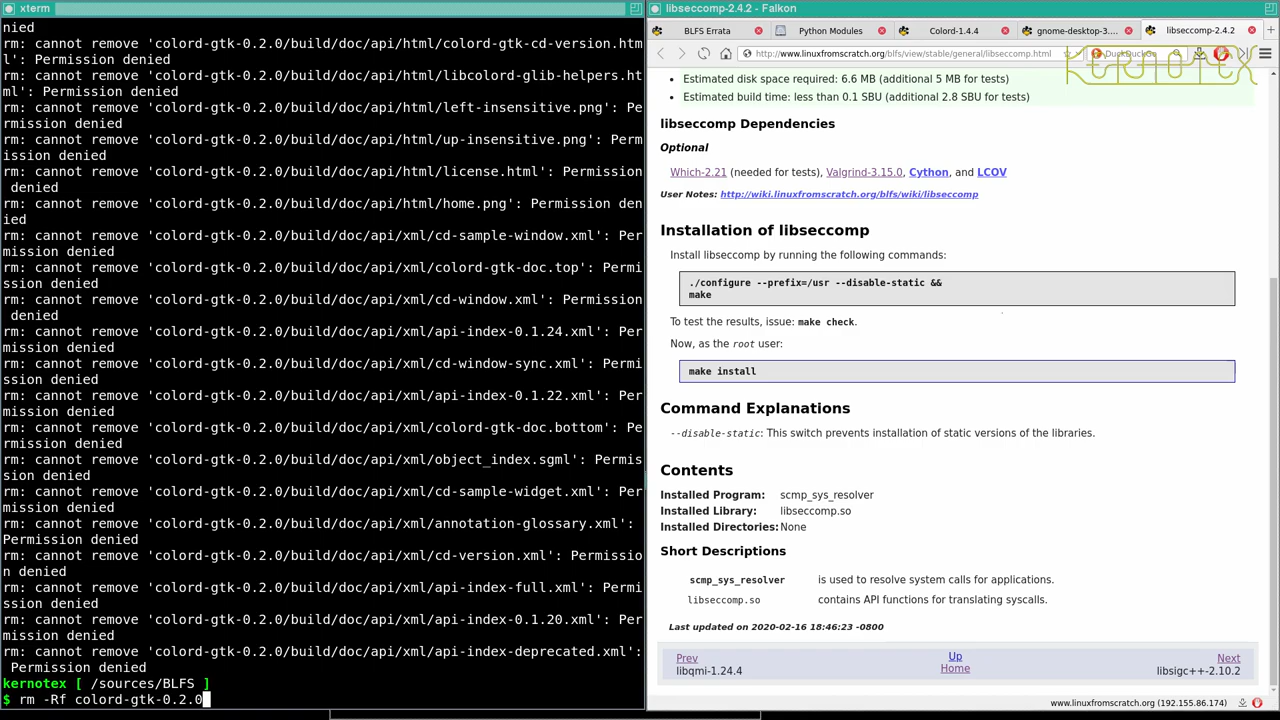 xterm
nied
rm: cannot remove 'colord-gtk-0.2.0/build/doc/api/html/colord-gtk-cd-version.htm
l': Permission denied
rm: cannot remove 'colord-gtk-0.2.0/build/doc/api/html/libcolord-glib-helpers.ht
ml': Permission denied
rm: cannot remove 'colord-gtk-0.2.0/build/doc/api/html/left-insensitive.png': Pe
rmission denied
rm: cannot remove 'colord-gtk-0.2.0/build/doc/api/html/up-insensitive.png': Perm
ission denied
rm: cannot remove 'colord-gtk-0.2.0/build/doc/api/html/license.html': Permission
 denied
rm: cannot remove 'colord-gtk-0.2.0/build/doc/api/html/home.png': Permission den
ied
rm: cannot remove 'colord-gtk-0.2.0/build/doc/api/xml/cd-sample-window.xml': Per
mission denied
rm: cannot remove 'colord-gtk-0.2.0/build/doc/api/xml/colord-gtk-doc.top': Permi
ssion denied
rm: cannot remove 'colord-gtk-0.2.0/build/doc/api/xml/cd-window.xml': Permission
 denied
rm: cannot remove 'colord-gtk-0.2.0/build/doc/api/xml/api-index-0.1.24.xml': Per
mission denied
rm: cannot remove 'colord-gtk-0.2.0/build/doc/api/xml/cd-window-sync.xml': Permi
ssion denied
rm: cannot remove 'colord-gtk-0.2.0/build/doc/api/xml/api-index-0.1.22.xml': Per
mission denied
rm: cannot remove 'colord-gtk-0.2.0/build/doc/api/xml/colord-gtk-doc.bottom': Pe
rmission denied
rm: cannot remove 'colord-gtk-0.2.0/build/doc/api/xml/object_index.sgml': Permis
sion denied
rm: cannot remove 'colord-gtk-0.2.0/build/doc/api/xml/cd-sample-widget.xml': Per
mission denied
rm: cannot remove 'colord-gtk-0.2.0/build/doc/api/xml/annotation-glossary.xml':
Permission denied
rm: cannot remove 'colord-gtk-0.2.0/build/doc/api/xml/cd-version.xml': Permissio
n denied
rm: cannot remove 'colord-gtk-0.2.0/build/doc/api/xml/api-index-full.xml': Permi
ssion denied
rm: cannot remove 'colord-gtk-0.2.0/build/doc/api/xml/api-index-0.1.20.xml': Per
mission denied
rm: cannot remove 'colord-gtk-0.2.0/build/doc/api/xml/api-index-deprecated.xml':
 Permission denied
kernotex [ /sources/BLFS ]
$ rm -Rf colord-gtk-0.2.0
libseccomp-2.4.2 - Falkon
BLFS Errata
Python Modules
Colord-1.4.4
gnome-desktop-3....
libseccomp-2.4.2
http://www.linuxfromscratch.org/blfs/view/stable/general/libseccomp.html
DuckDuckGo
KERNOTEX
• Estimated disk space required: 6.6 MB (additional 5 MB for tests)
• Estimated build time: less than 0.1 SBU (additional 2.8 SBU for tests)
libseccomp Dependencies
Optional
Which-2.21 (needed for tests), Valgrind-3.15.0, Cython, and LCOV
User Notes: http://wiki.linuxfromscratch.org/blfs/wiki/libseccomp
Installation of libseccomp
Install libseccomp by running the following commands:
./configure --prefix=/usr --disable-static &&
make
To test the results, issue: make check.
Now, as the root user:
make install
Command Explanations
--disable-static: This switch prevents installation of static versions of the libraries.
Contents
Installed Program: scmp_sys_resolver
Installed Library: libseccomp.so
Installed Directories: None
Short Descriptions
scmp_sys_resolver is used to resolve system calls for applications.
libseccomp.so contains API functions for translating syscalls.
Last updated on 2020-02-16 18:46:23 -0800
Prev Up Next
libqmi-1.24.4 Home libsigc++-2.10.2
www.linuxfromscratch.org (192.155.86.174)